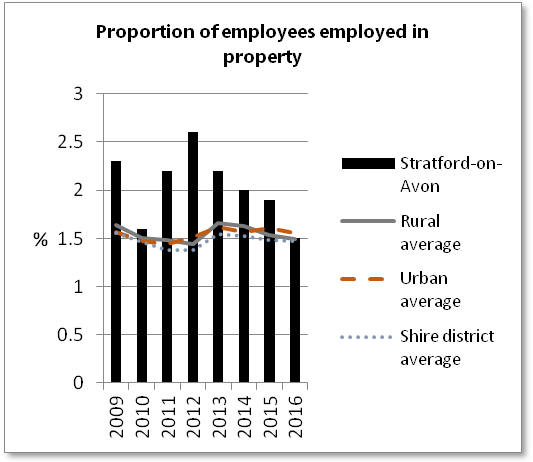 Proportion of employees employed in
property
3
2.5
2
1.5
1
0.5
0
%
2009
2010
2011
2012
2013
2014
2015
2016
Stratford-on-
Avon
Rural
average
Urban
average
Shire district
average